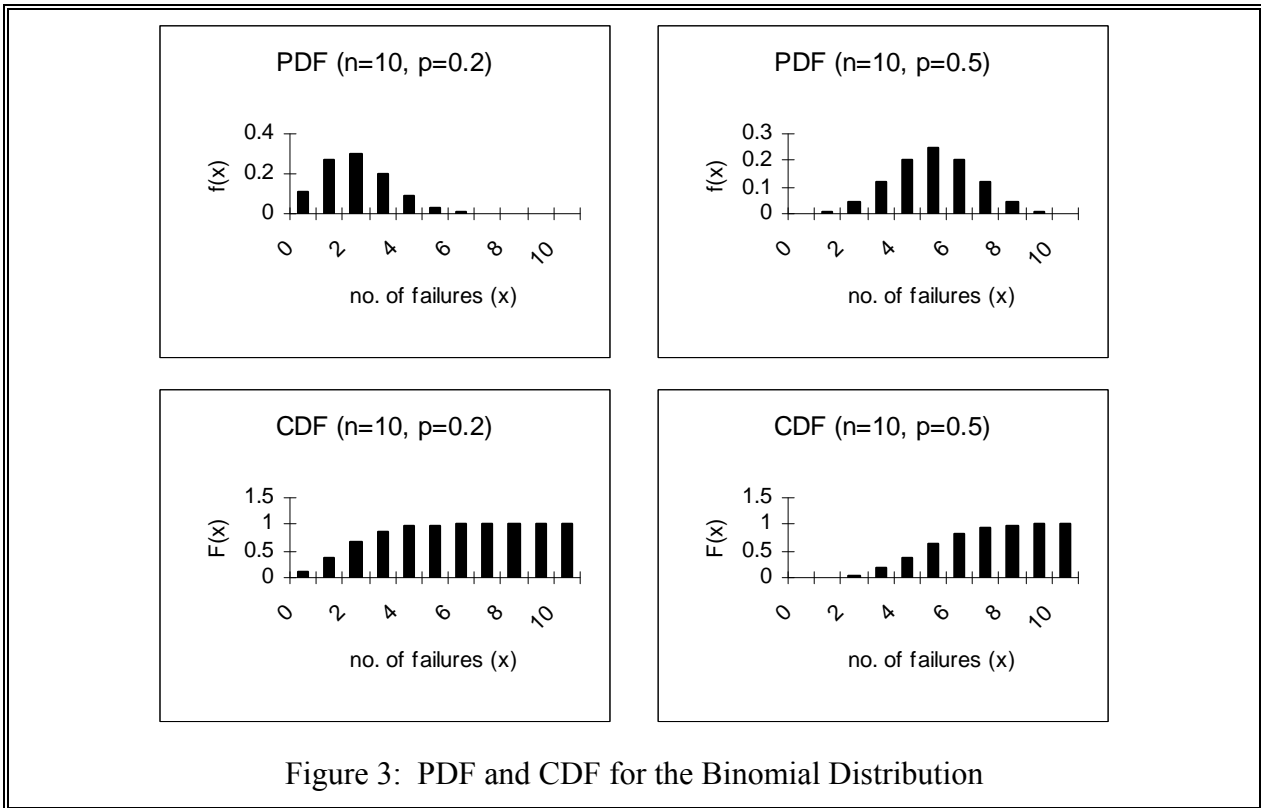 PDF (n=10, p=0.2)
0.4
0.2
0
f(x)
0 2 4 6 8 10
no. of failures (x)
PDF (n=10, p=0.5)
0.3
0.2
0.1
0
f(x)
0 2 4 6 8 10
no. of failures (x)
CDF (n=10, p=0.2)
1.5
1
0.5
0
F(x)
0 2 4 6 8 10
no. of failures (x)
CDF (n=10, p=0.5)
1.5
1
0.5
0
F(x)
0 2 4 6 8 10
no. of failures (x)
Figure 3: PDF and CDF for the Binomial Distribution